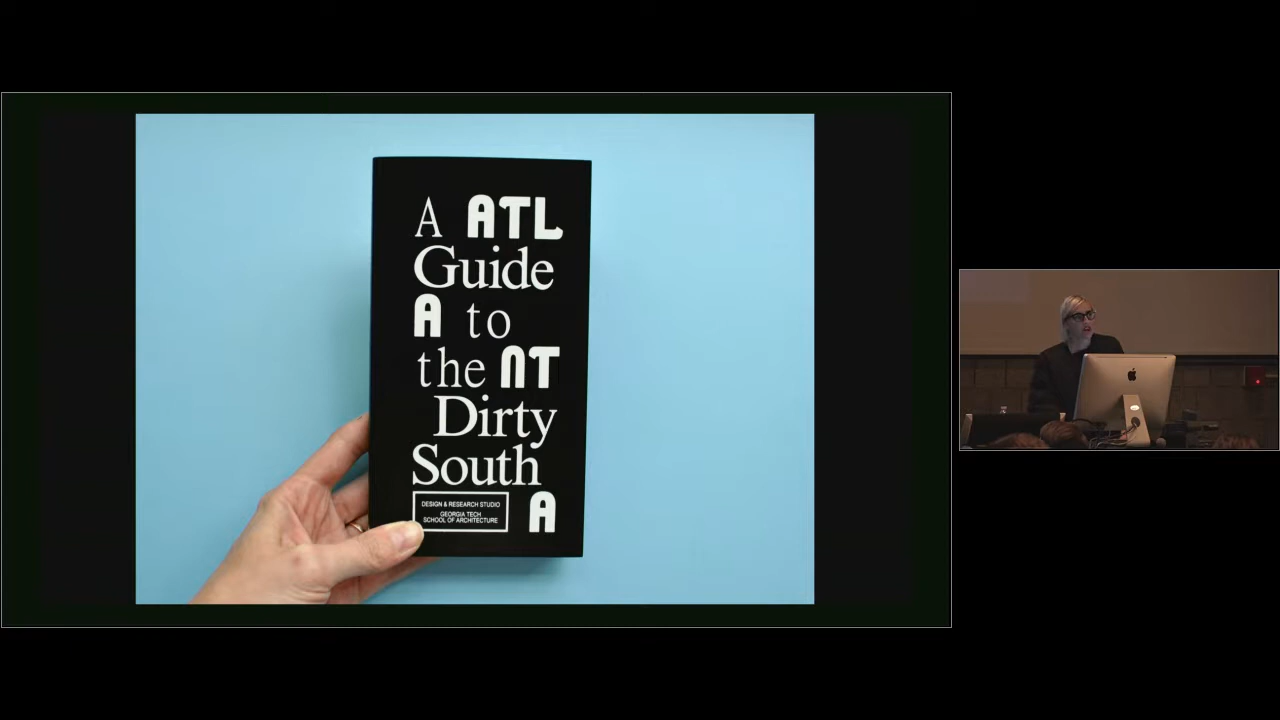 A ATL
Guide
A to
the NT
Dirty
South
DESIGN & RESEARCH STUDIO
GEORGIA TECH
SCHOOL OF ARCHITECTURE
A